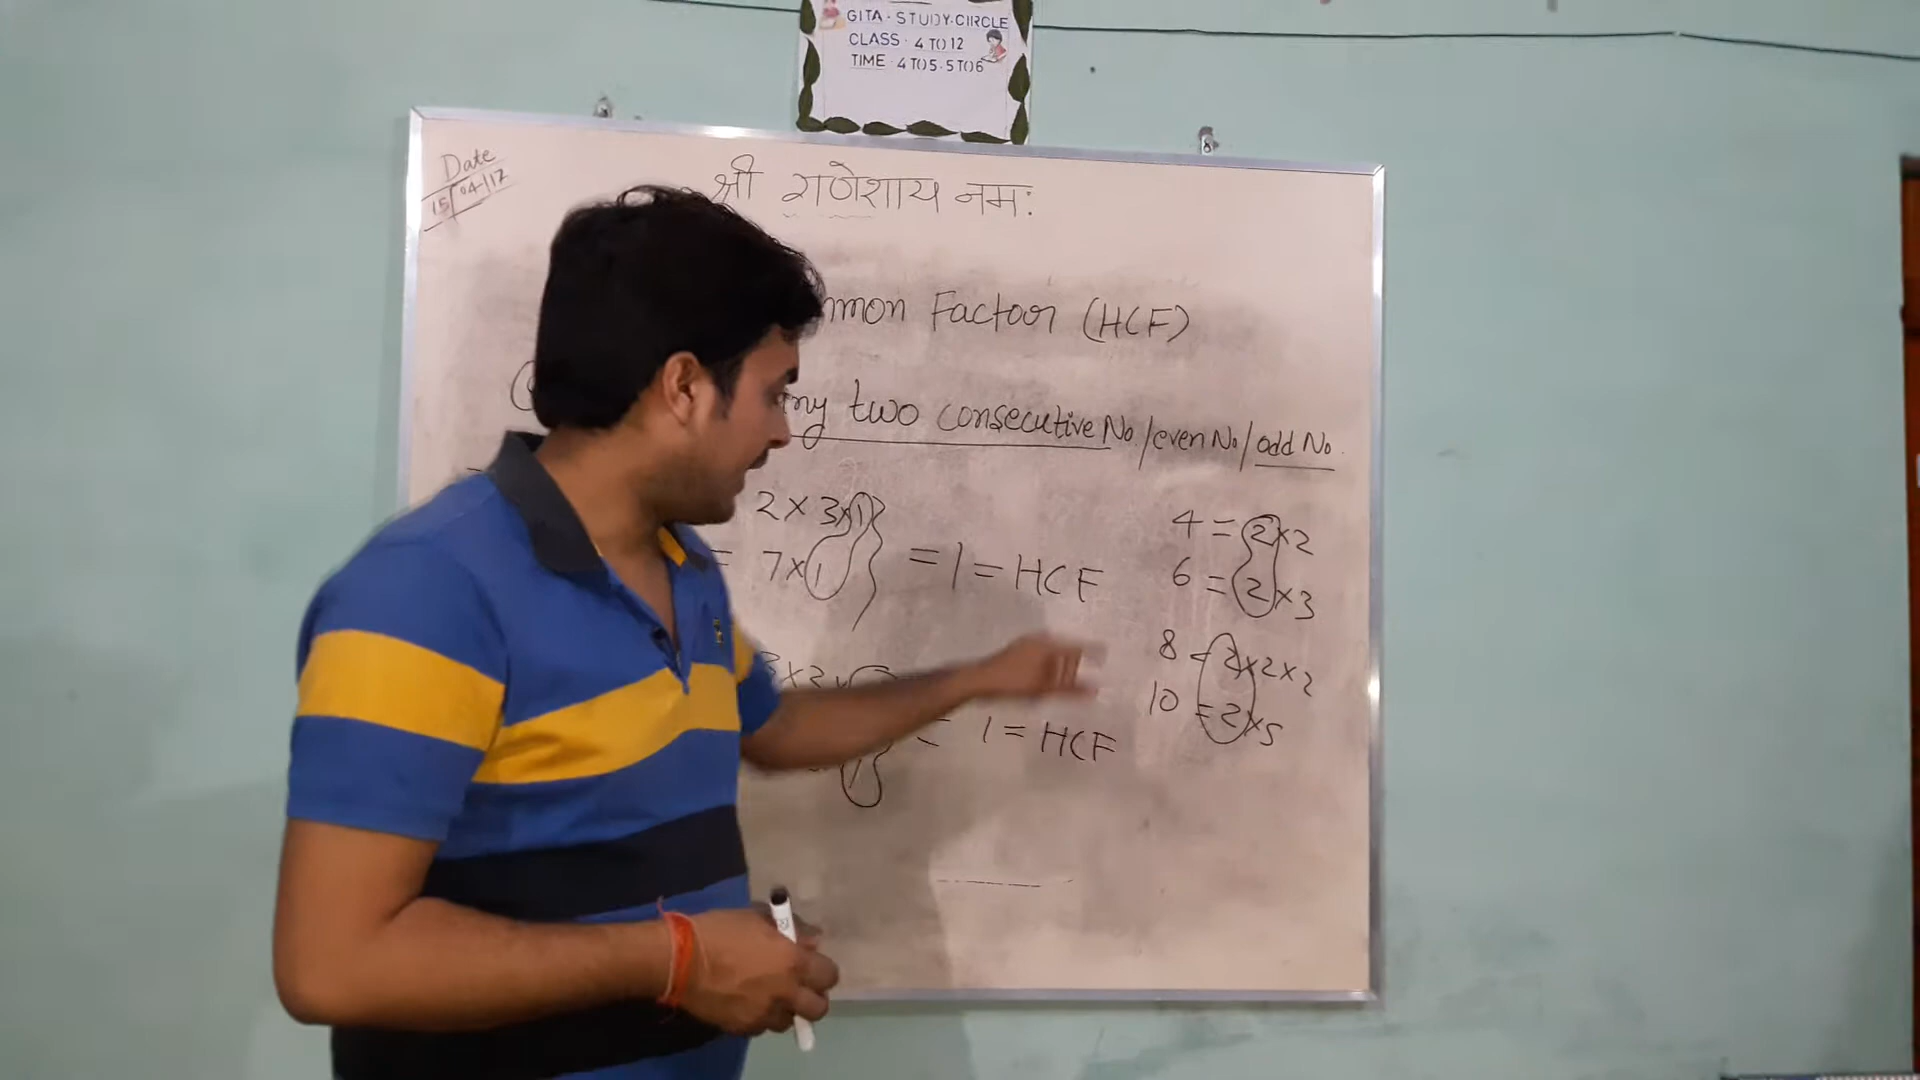 GITA · STUDY · CIRCLE
CLASS · 4 TO 12
TIME · 4 TO 5 · 5 TO 6
Date
15/04/17
श्री गणेशाय नमः
mmon Factor (HCF)
ny two consecutive No./even No/odd No.
2 × 3 × 1
= 7 × 1
= 1 = HCF
4 = 2 × 2
6 = 2 × 3
8 = 2 × 2 × 2
10 = 2 × 5
= 1 = HCF